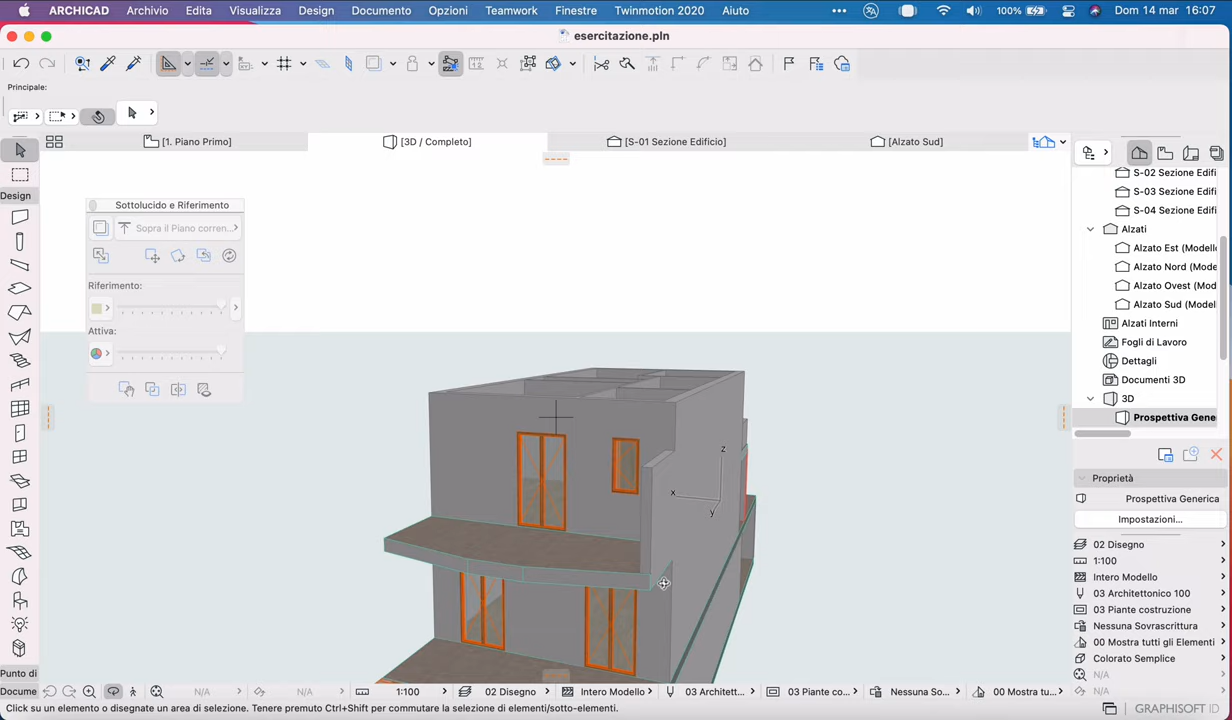 ARCHICAD Archivio Edita Visualizza Design Documento Opzioni Teamwork Finestre Twinmotion 2020 Aiuto 100% Dom 14 mar 16:07
esercitazione.pln
Principale:
[1. Piano Primo] [3D / Completo] [S-01 Sezione Edificio] [Alzato Sud]
Design
Sottolucido e Riferimento
Sopra il Piano corren...
Riferimento:
Attiva:
x
z
y
S-02 Sezione Edifi
S-03 Sezione Edifi
S-04 Sezione Edifi
Alzati
Alzato Est (Modell
Alzato Nord (Mode
Alzato Ovest (Mod
Alzato Sud (Mode
Alzati Interni
Fogli di Lavoro
Dettagli
Documenti 3D
3D
Prospettiva Gene
Proprietà
Prospettiva Generica
Impostazioni...
02 Disegno
1:100
Intero Modello
03 Architettonico 100
03 Piante costruzione
Nessuna Sovrascrittura
00 Mostra tutti gli Elementi
Colorato Semplice
N/A
N/A
Punto di
Docume
N/A N/A 1:100 02 Disegno Intero Modello 03 Architett... 03 Piante co... Nessuna So... 00 Mostra tu...
Click su un elemento o disegnate un area di selezione. Tenere premuto Ctrl+Shift per commutare la selezione di elementi/sotto-elementi.
GRAPHISOFT ID